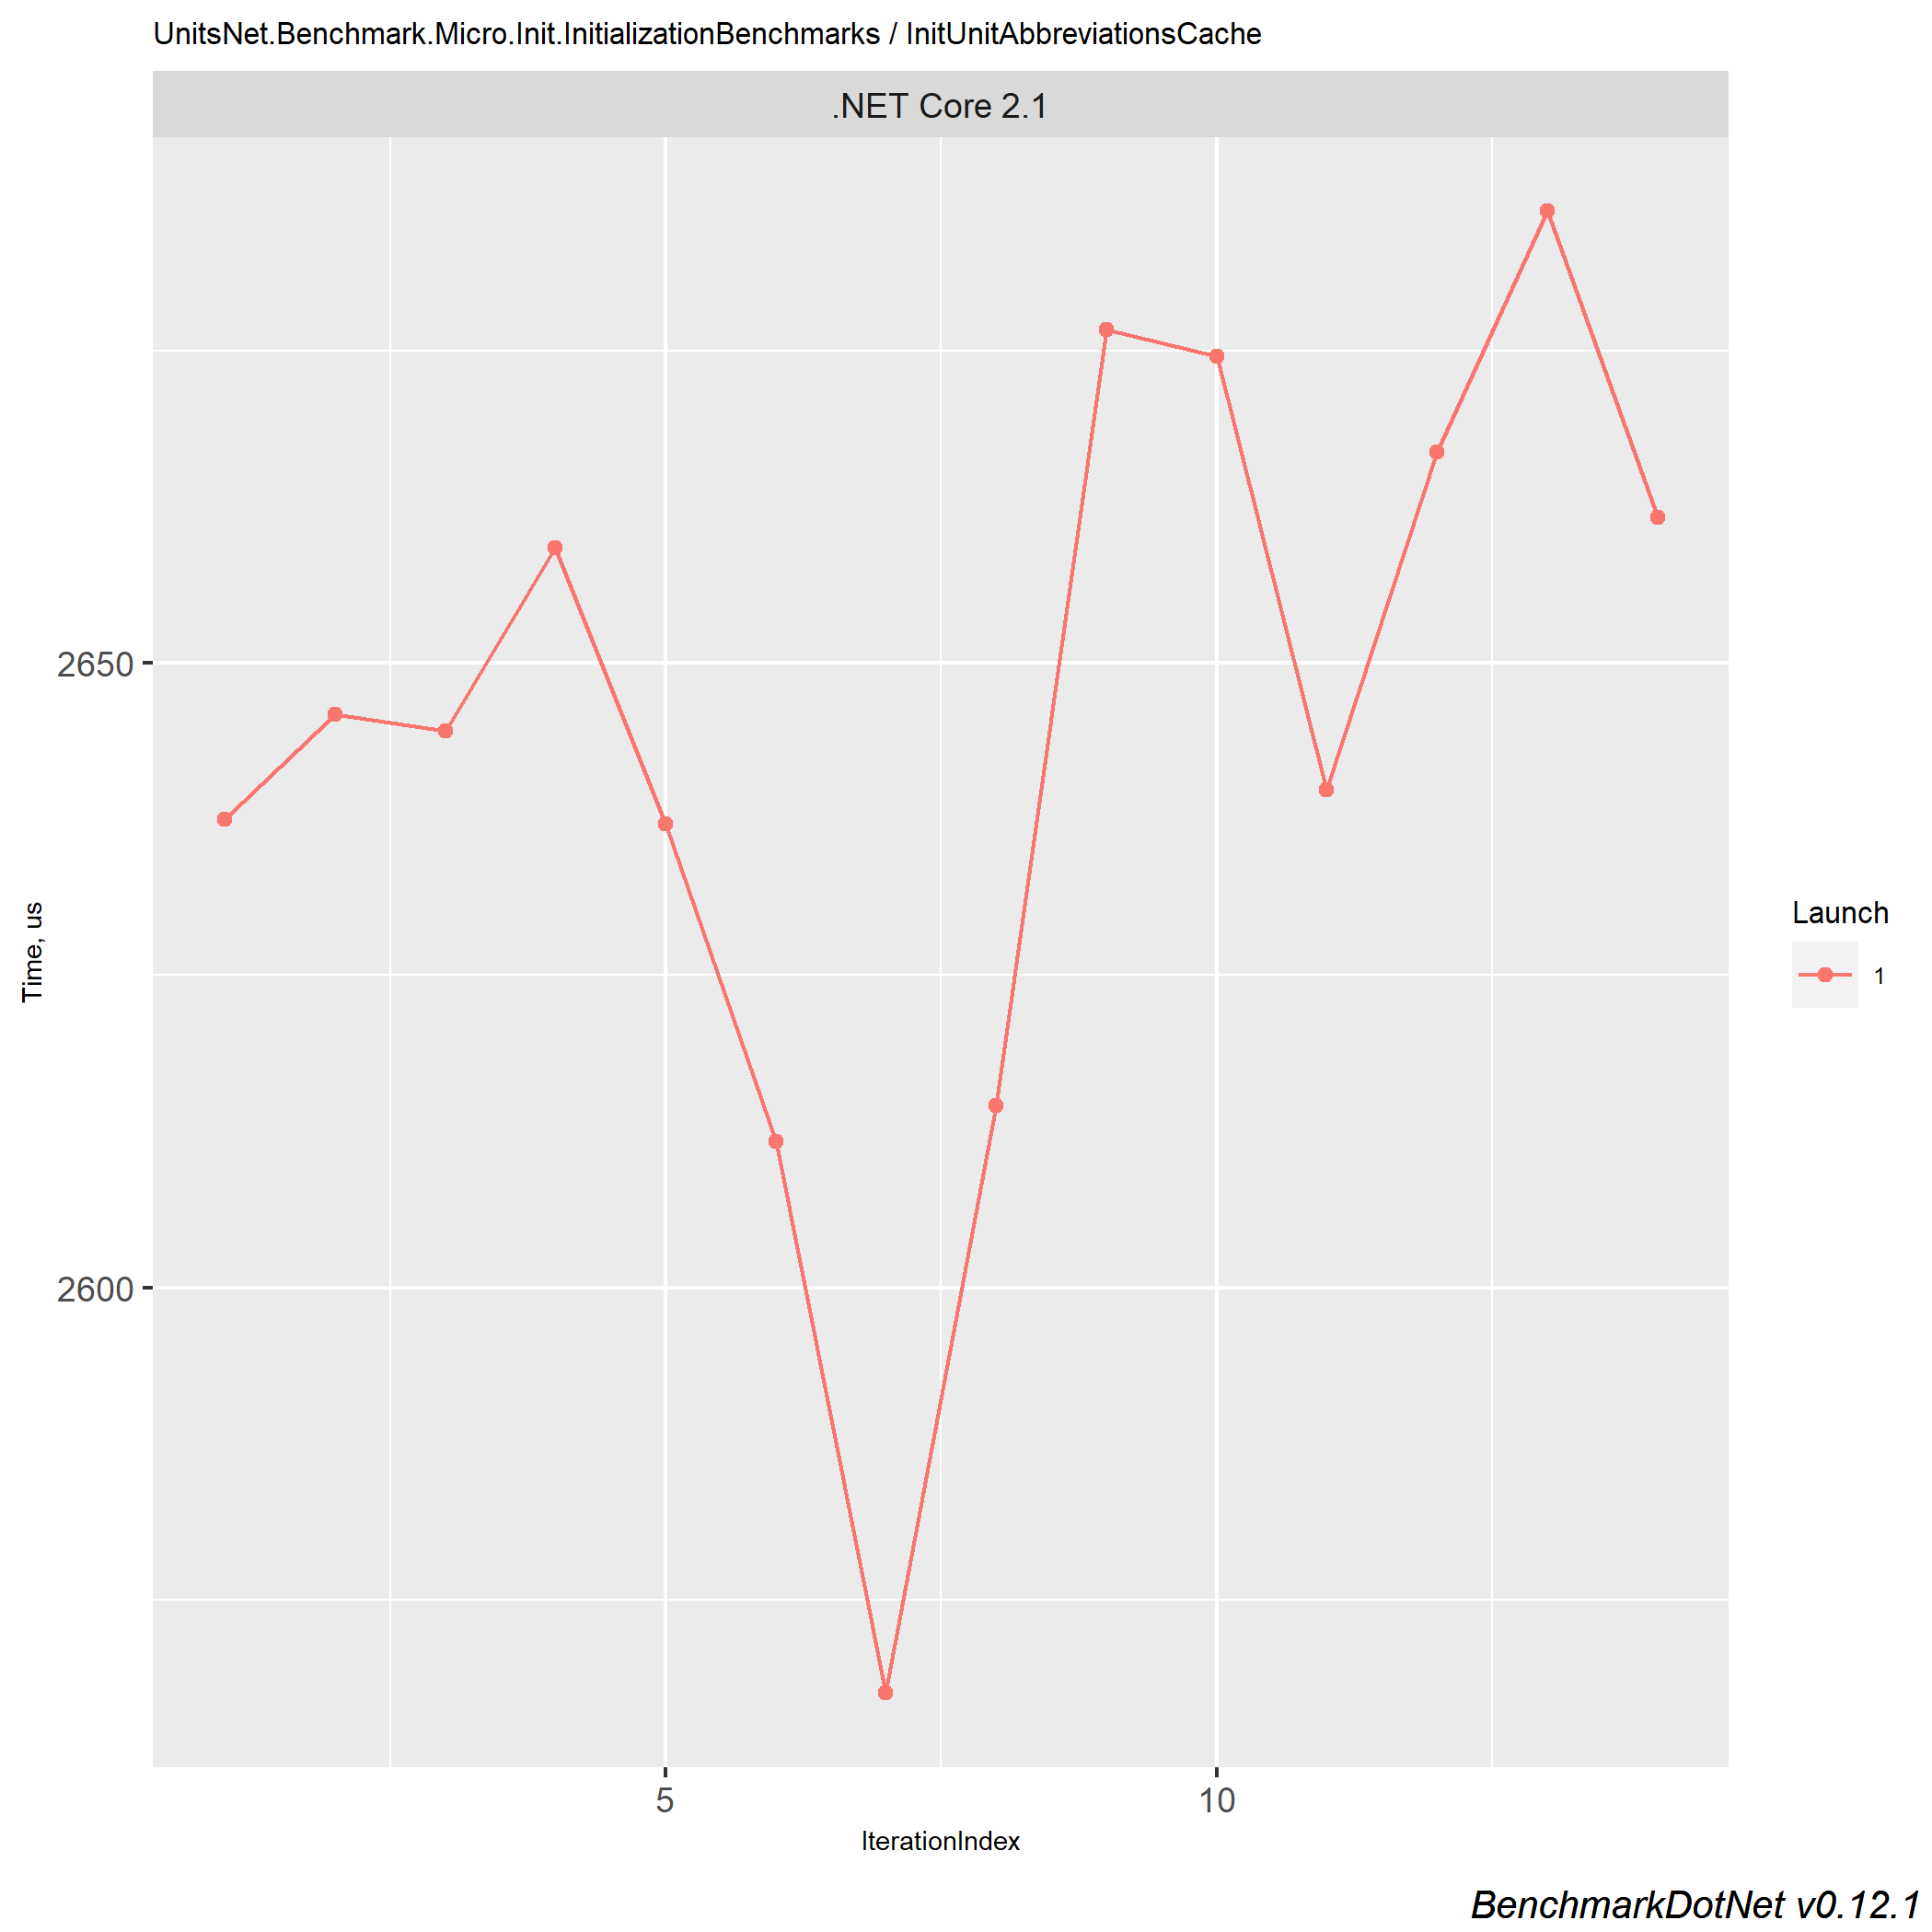 UnitsNet.Benchmark.Micro.Init.InitializationBenchmarks / InitUnitAbbreviationsCache
.NET Core 2.1
2650
2600
Time, us
5
10
IterationIndex
Launch
1
BenchmarkDotNet v0.12.1